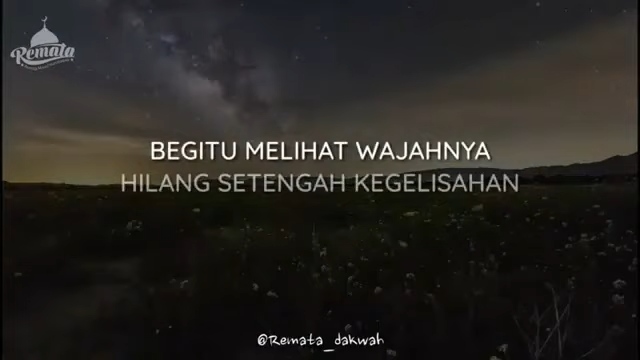 Remata
BEGITU MELIHAT WAJAHNYA
HILANG SETENGAH KEGELISAHAN
@Remata_dakwah